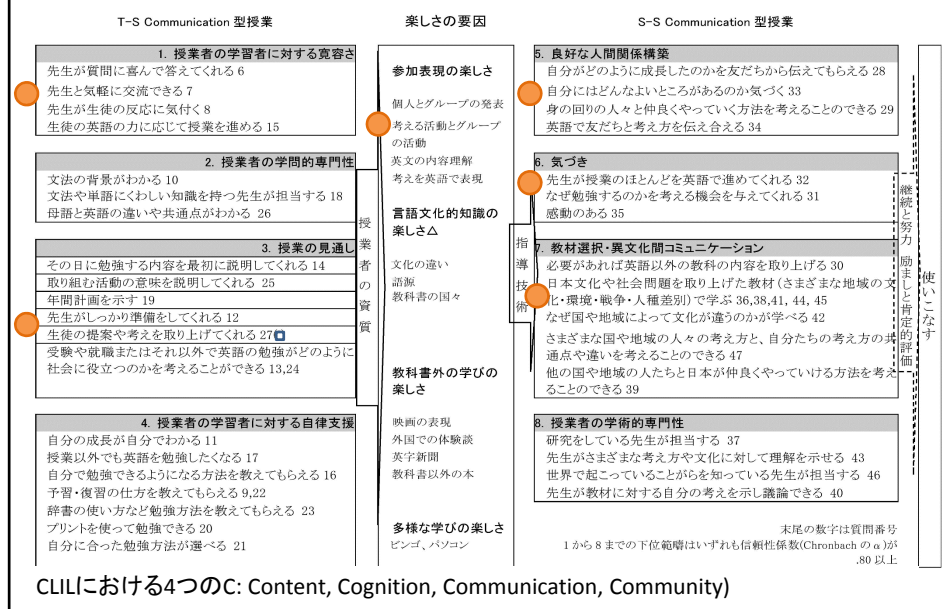 T-S Communication 型授業
楽しさの要因
S-S Communication 型授業
1. 授業者の学習者に対する寛容さ
先生が質問に喜んで答えてくれる 6
先生と気軽に交流できる 7
先生が生徒の反応に気付く 8
生徒の英語の力に応じて授業を進める 15
2. 授業者の学問的専門性
文法の背景がわかる 10
文法や単語にくわしい知識を持つ先生が担当する 18
母語と英語の違いや共通点がわかる 26
3. 授業の見通し
その日に勉強する内容を最初に説明してくれる 14
取り組む活動の意味を説明してくれる 25
年間計画を示す 19
先生がしっかり準備をしてくれる 12
生徒の提案や考えを取り上げてくれる 27
受験や就職またはそれ以外で英語の勉強がどのように
社会に役立つのかを考えることができる 13,24
4. 授業者の学習者に対する自律支援
自分の成長が自分でわかる 11
授業以外でも英語を勉強したくなる 17
自分で勉強できるようになる方法を教えてもらえる 16
予習・復習の仕方を教えてもらえる 9,22
辞書の使い方など勉強方法を教えてもらえる 23
プリントを使って勉強できる 20
自分に合った勉強方法が選べる 21
授業者の資質
参加表現の楽しさ
個人とグループの発表
考える活動とグループ
の活動
英文の内容理解
考えを英語で表現
言語文化的知識の
楽しさ△
文化の違い
語源
教科書の国々
教科書外の学びの
楽しさ
映画の表現
外国での体験談
英字新聞
教科書以外の本
多様な学びの楽しさ
ビンゴ、パソコン
指導技術
5. 良好な人間関係構築
自分がどのように成長したのかを友だちから伝えてもらえる 28
自分にはどんなよいところがあるのか気づく 33
身の回りの人々と仲良くやっていく方法を考えることのできる 29
英語で友だちと考え方を伝え合える 34
6. 気づき
先生が授業のほとんどを英語で進めてくれる 32
なぜ勉強するのかを考える機会を与えてくれる 31
感動のある 35
7. 教材選択・異文化間コミュニケーション
必要があれば英語以外の教科の内容を取り上げる 30
日本文化や社会問題を取り上げた教材（さまざまな地域の文
化・環境・戦争・人種差別）で学ぶ 36,38,41, 44, 45
なぜ国や地域によって文化が違うのかが学べる 42
さまざまな国や地域の人々の考え方と、自分たちの考え方の共
通点や違いを考えることのできる 47
他の国や地域の人たちと日本が仲良くやっていける方法を考え
ることのできる 39
8. 授業者の学術的専門性
研究をしている先生が担当する 37
先生がさまざまな考え方や文化に対して理解を示せる 43
世界で起こっていることがらを知っている先生が担当する 46
先生が教材に対する自分の考えを示し議論できる 40
継続と努力 励ましと肯定的評価
使いこなす
末尾の数字は質問番号
1 から 8 までの下位範疇はいずれも信頼性係数(Chronbach の α)が
.80 以上
CLILにおける4つのC: Content, Cognition, Communication, Community)